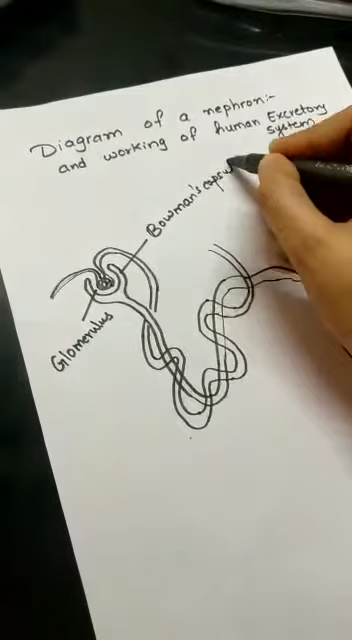 Diagram of a nephron:-
and working of human Excretory
system
Bowman's capsu
Glomerulus